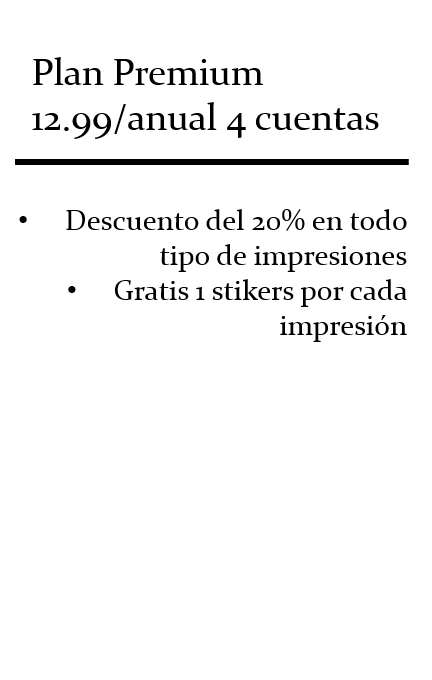 Plan Premium
12.99/anual 4 cuentas
• Descuento del 20% en todo
tipo de impresiones
• Gratis 1 stikers por cada
impresión